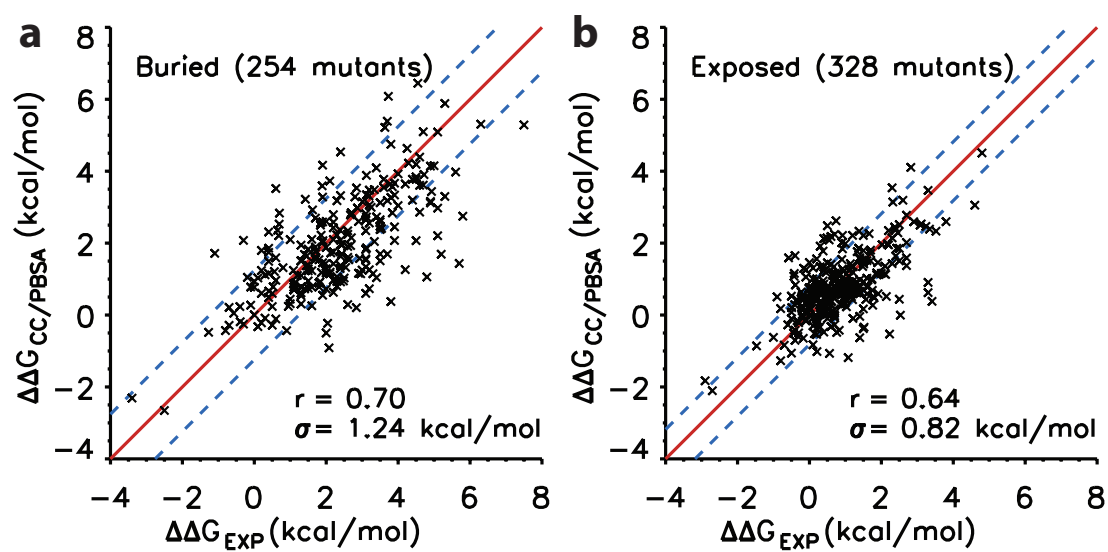 a
8
6
4
2
0
−2
−4
ΔΔG_CC/PBSA (kcal/mol)
Buried (254 mutants)
r = 0.70
σ = 1.24 kcal/mol
−4 −2 0 2 4 6 8
ΔΔG_EXP (kcal/mol)
b
8
6
4
2
0
−2
−4
ΔΔG_CC/PBSA (kcal/mol)
Exposed (328 mutants)
r = 0.64
σ = 0.82 kcal/mol
−4 −2 0 2 4 6 8
ΔΔG_EXP (kcal/mol)